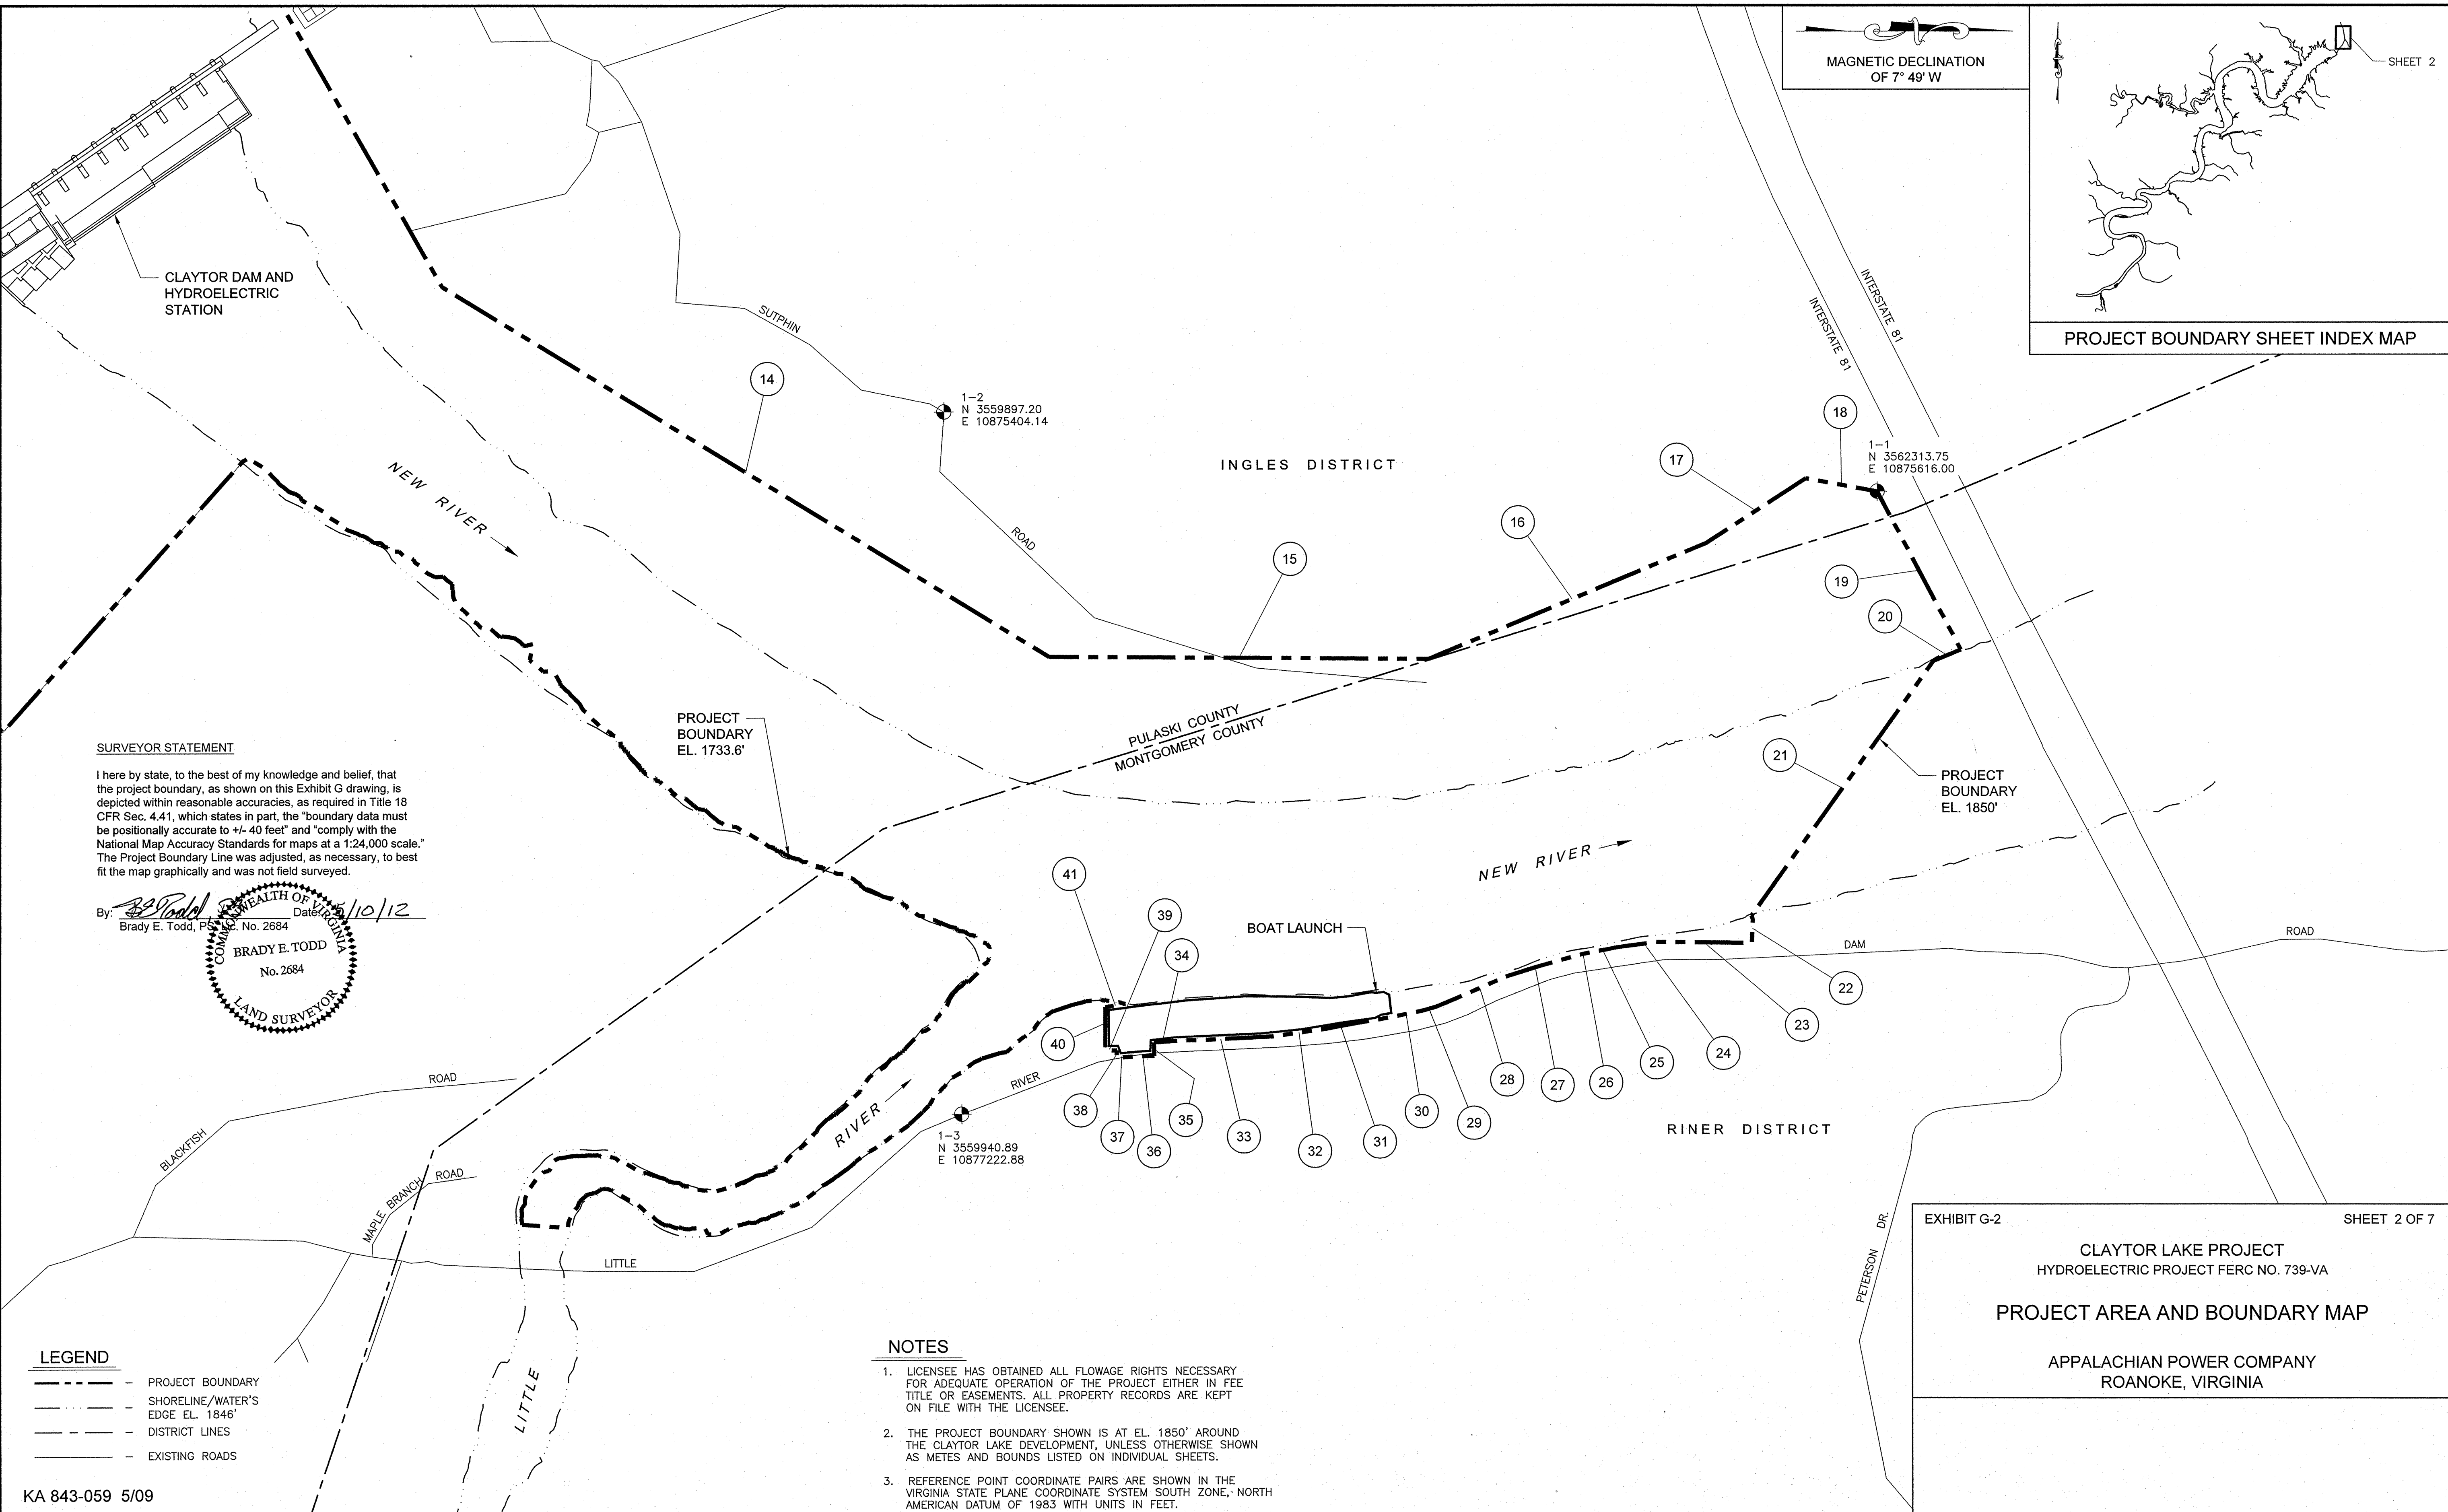 MAGNETIC DECLINATION
OF 7° 49' W
SHEET 2
PROJECT BOUNDARY SHEET INDEX MAP
CLAYTOR DAM AND
HYDROELECTRIC
STATION
SUTPHIN
ROAD
INTERSTATE 81
INTERSTATE 81
14
1-2
N 3559897.20
E 10875404.14
INGLES DISTRICT
18
1-1
N 3562313.75
E 10875616.00
17
16
15
19
20
NEW RIVER
PROJECT
BOUNDARY
EL. 1733.6'
PULASKI COUNTY
MONTGOMERY COUNTY
21
PROJECT
BOUNDARY
EL. 1850'
SURVEYOR STATEMENT
I here by state, to the best of my knowledge and belief, that
the project boundary, as shown on this Exhibit G drawing, is
depicted within reasonable accuracies, as required in Title 18
CFR Sec. 4.41, which states in part, the "boundary data must
be positionally accurate to +/- 40 feet" and "comply with the
National Map Accuracy Standards for maps at a 1:24,000 scale."
The Project Boundary Line was adjusted, as necessary, to best
fit the map graphically and was not field surveyed.
By: Date: 5/10/12
Brady E. Todd, PS Lic. No. 2684
COMMONWEALTH OF VIRGINIA
BRADY E. TODD
No. 2684
LAND SURVEYOR
NEW RIVER
41
39
34
BOAT LAUNCH
DAM
ROAD
22
23
24
25
26
27
28
29
30
31
32
33
35
36
37
38
40
RIVER
1-3
N 3559940.89
E 10877222.88
RINER DISTRICT
RIVER
ROAD
BLACKFISH
MAPLE BRANCH
ROAD
LITTLE
LITTLE
PETERSON DR.
LEGEND
- PROJECT BOUNDARY
- SHORELINE/WATER'S
EDGE EL. 1846'
- DISTRICT LINES
- EXISTING ROADS
KA 843-059 5/09
NOTES
1. LICENSEE HAS OBTAINED ALL FLOWAGE RIGHTS NECESSARY
FOR ADEQUATE OPERATION OF THE PROJECT EITHER IN FEE
TITLE OR EASEMENTS. ALL PROPERTY RECORDS ARE KEPT
ON FILE WITH THE LICENSEE.
2. THE PROJECT BOUNDARY SHOWN IS AT EL. 1850' AROUND
THE CLAYTOR LAKE DEVELOPMENT, UNLESS OTHERWISE SHOWN
AS METES AND BOUNDS LISTED ON INDIVIDUAL SHEETS.
3. REFERENCE POINT COORDINATE PAIRS ARE SHOWN IN THE
VIRGINIA STATE PLANE COORDINATE SYSTEM SOUTH ZONE, NORTH
AMERICAN DATUM OF 1983 WITH UNITS IN FEET.
EXHIBIT G-2
SHEET 2 OF 7
CLAYTOR LAKE PROJECT
HYDROELECTRIC PROJECT FERC NO. 739-VA
PROJECT AREA AND BOUNDARY MAP
APPALACHIAN POWER COMPANY
ROANOKE, VIRGINIA